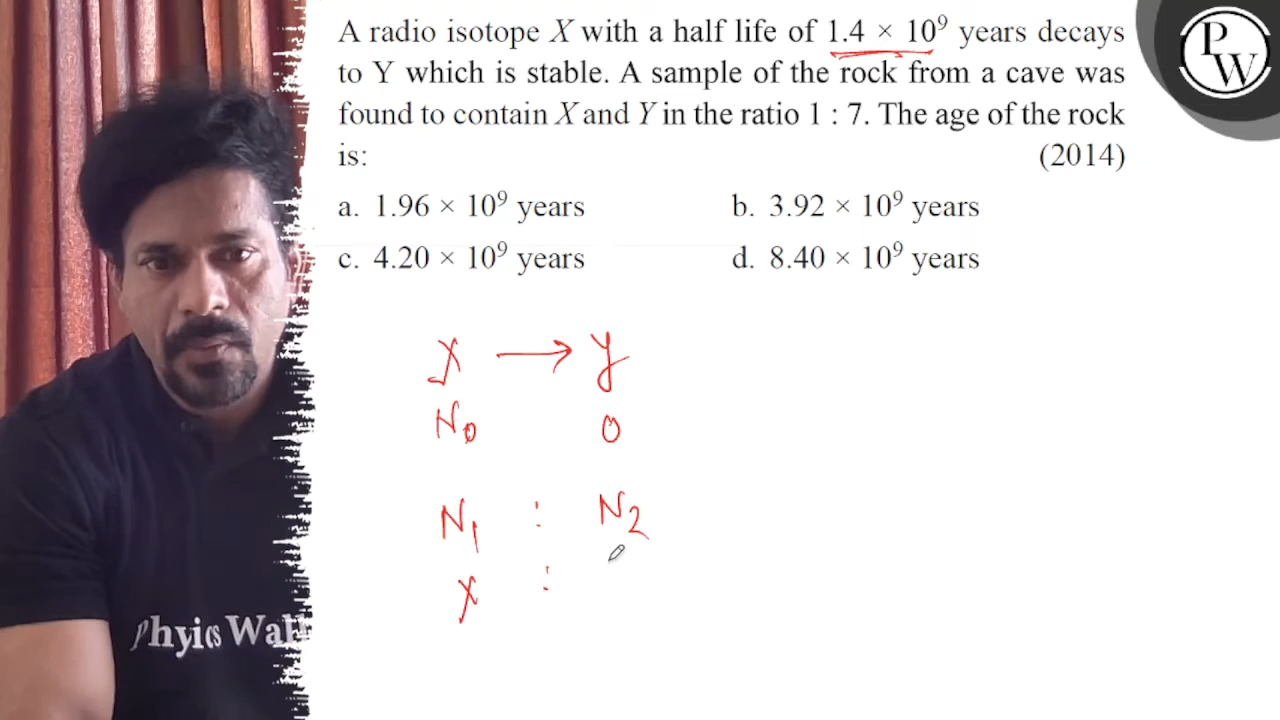 A radio isotope X with a half life of 1.4 × 10⁹ years decays
to Y which is stable. A sample of the rock from a cave was
found to contain X and Y in the ratio 1 : 7. The age of the rock
is: (2014)
a. 1.96 × 10⁹ years b. 3.92 × 10⁹ years
c. 4.20 × 10⁹ years d. 8.40 × 10⁹ years
X → Y
N₀ 0
N₁ : N₂
X :
PW
Phyics Wall